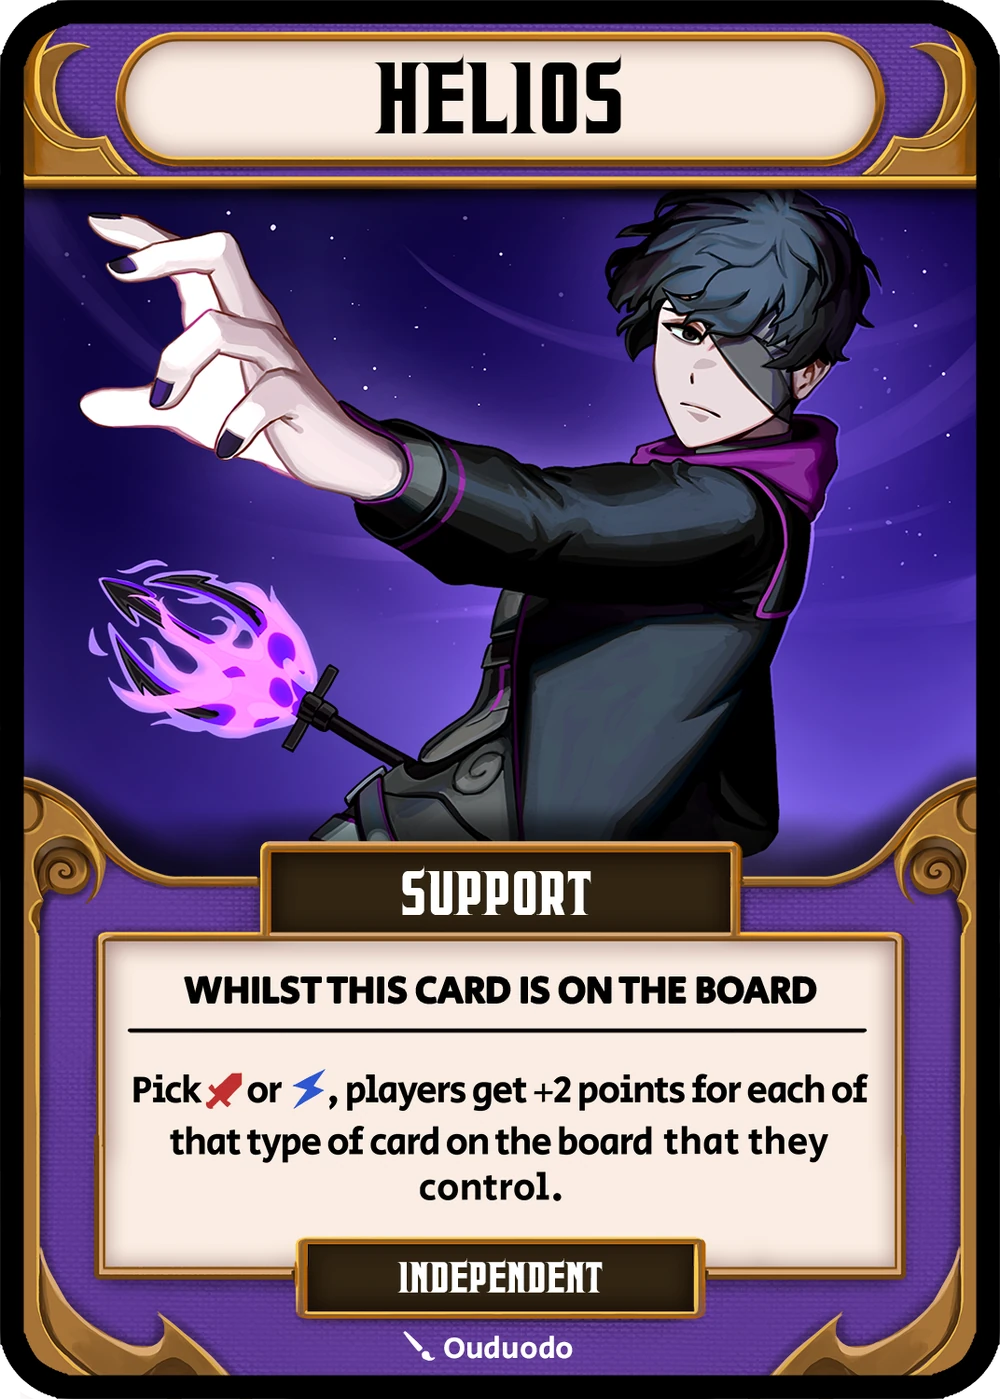 HELIOS
SUPPORT
WHILST THIS CARD IS ON THE BOARD
Pick or , players get +2 points for each of
that type of card on the board that they
control.
INDEPENDENT
Ouduodo